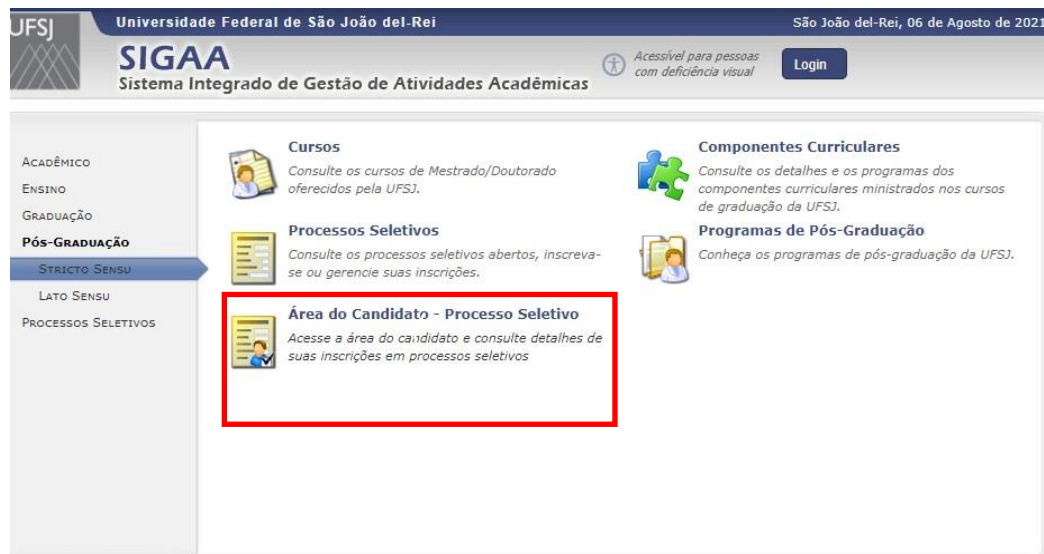 UFSJ
Universidade Federal de São João del-Rei
São João del-Rei, 06 de Agosto de 2021
SIGAA
Sistema Integrado de Gestão de Atividades Acadêmicas
Acessível para pessoas
com deficiência visual
Login
Acadêmico
Ensino
Graduação
Pós-Graduação
Stricto Sensu
Lato Sensu
Processos Seletivos
Cursos
Consulte os cursos de Mestrado/Doutorado
oferecidos pela UFSJ.
Componentes Curriculares
Consulte os detalhes e os programas dos
componentes curriculares ministrados nos cursos
de graduação da UFSJ.
Processos Seletivos
Consulte os processos seletivos abertos, inscreva-
se ou gerencie suas inscrições.
Programas de Pós-Graduação
Conheça os programas de pós-graduação da UFSJ.
Área do Candidato - Processo Seletivo
Acesse a área do candidato e consulte detalhes de
suas inscrições em processos seletivos